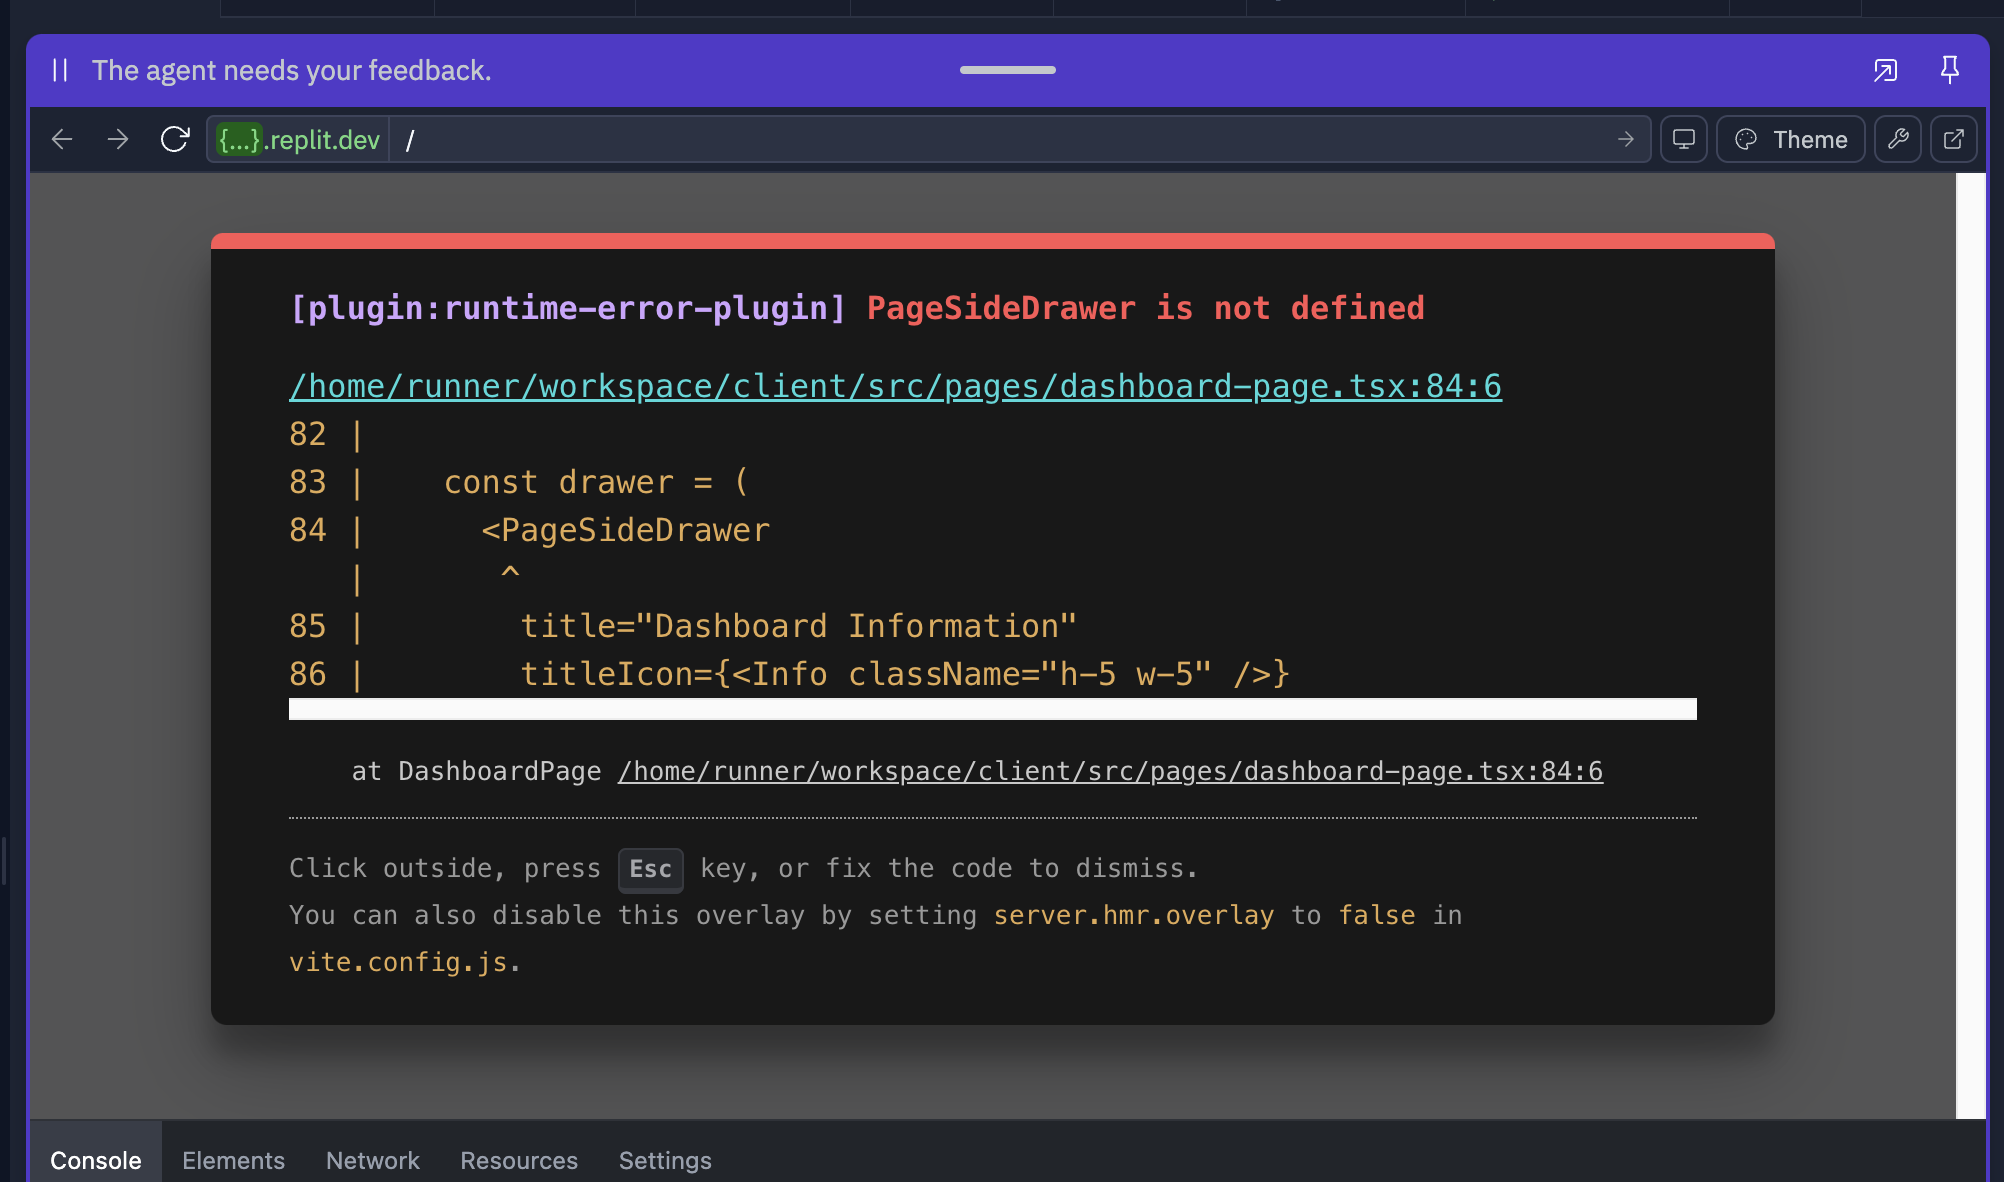 The agent needs your feedback.
{...}.replit.dev /
Theme
[plugin:runtime-error-plugin] PageSideDrawer is not defined
/home/runner/workspace/client/src/pages/dashboard-page.tsx:84:6
82 |
83 |    const drawer = (
84 |      <PageSideDrawer
   |       ^
85 |        title="Dashboard Information"
86 |        titleIcon={<Info className="h-5 w-5" />}
at DashboardPage /home/runner/workspace/client/src/pages/dashboard-page.tsx:84:6
Click outside, press Esc key, or fix the code to dismiss.
You can also disable this overlay by setting server.hmr.overlay to false in
vite.config.js.
Console Elements Network Resources Settings